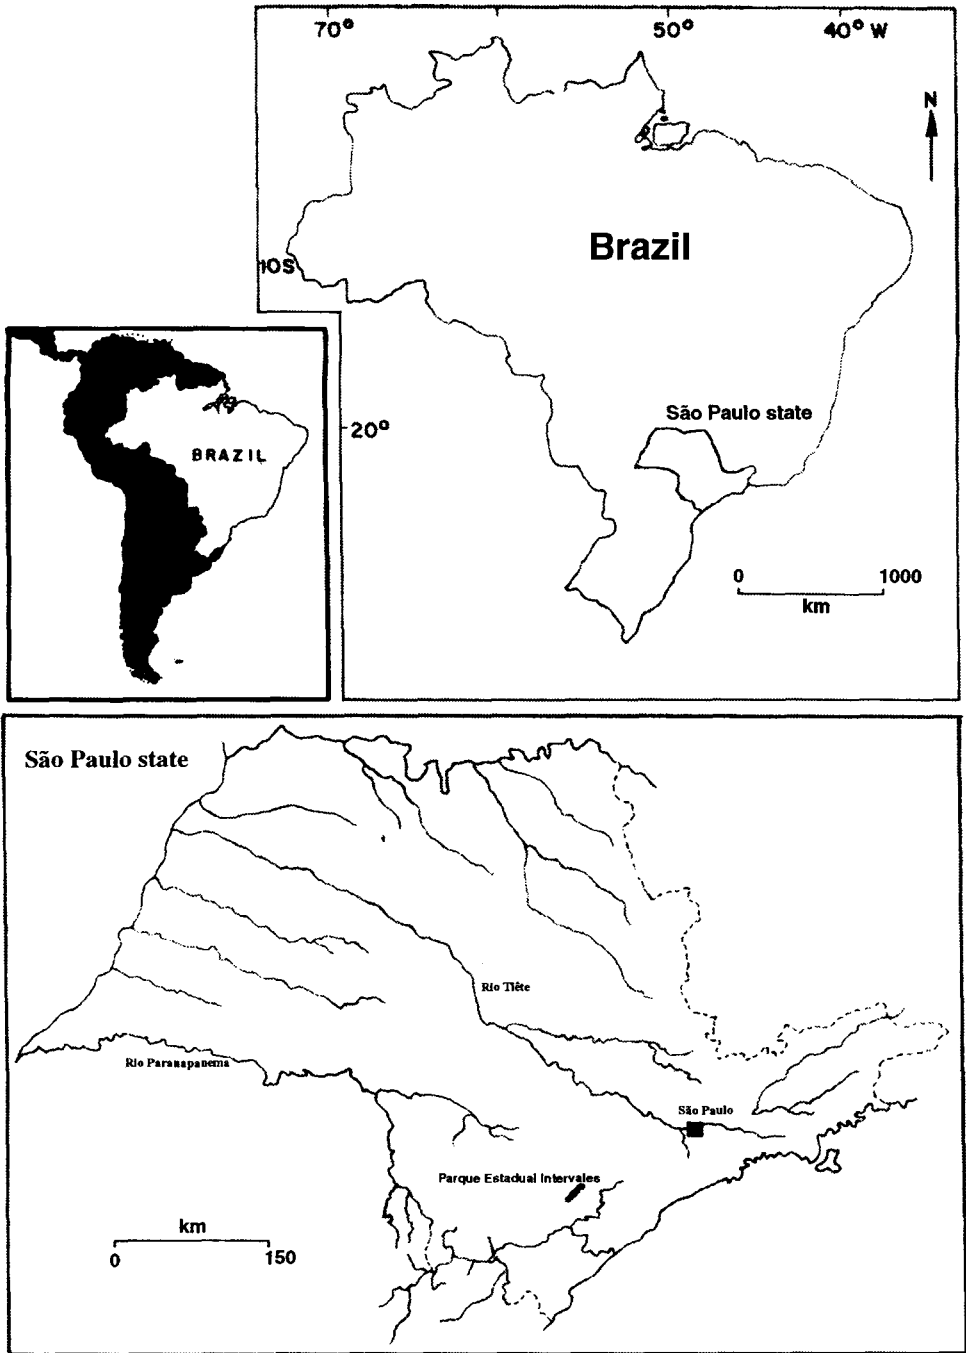 70° 50° 40° W
N
Brazil
10S
São Paulo state
20°
BRAZIL
0 1000
km
São Paulo state
Rio Tiête
Rio Paranapanema
São Paulo
Parque Estadual Intervales
km
0 150